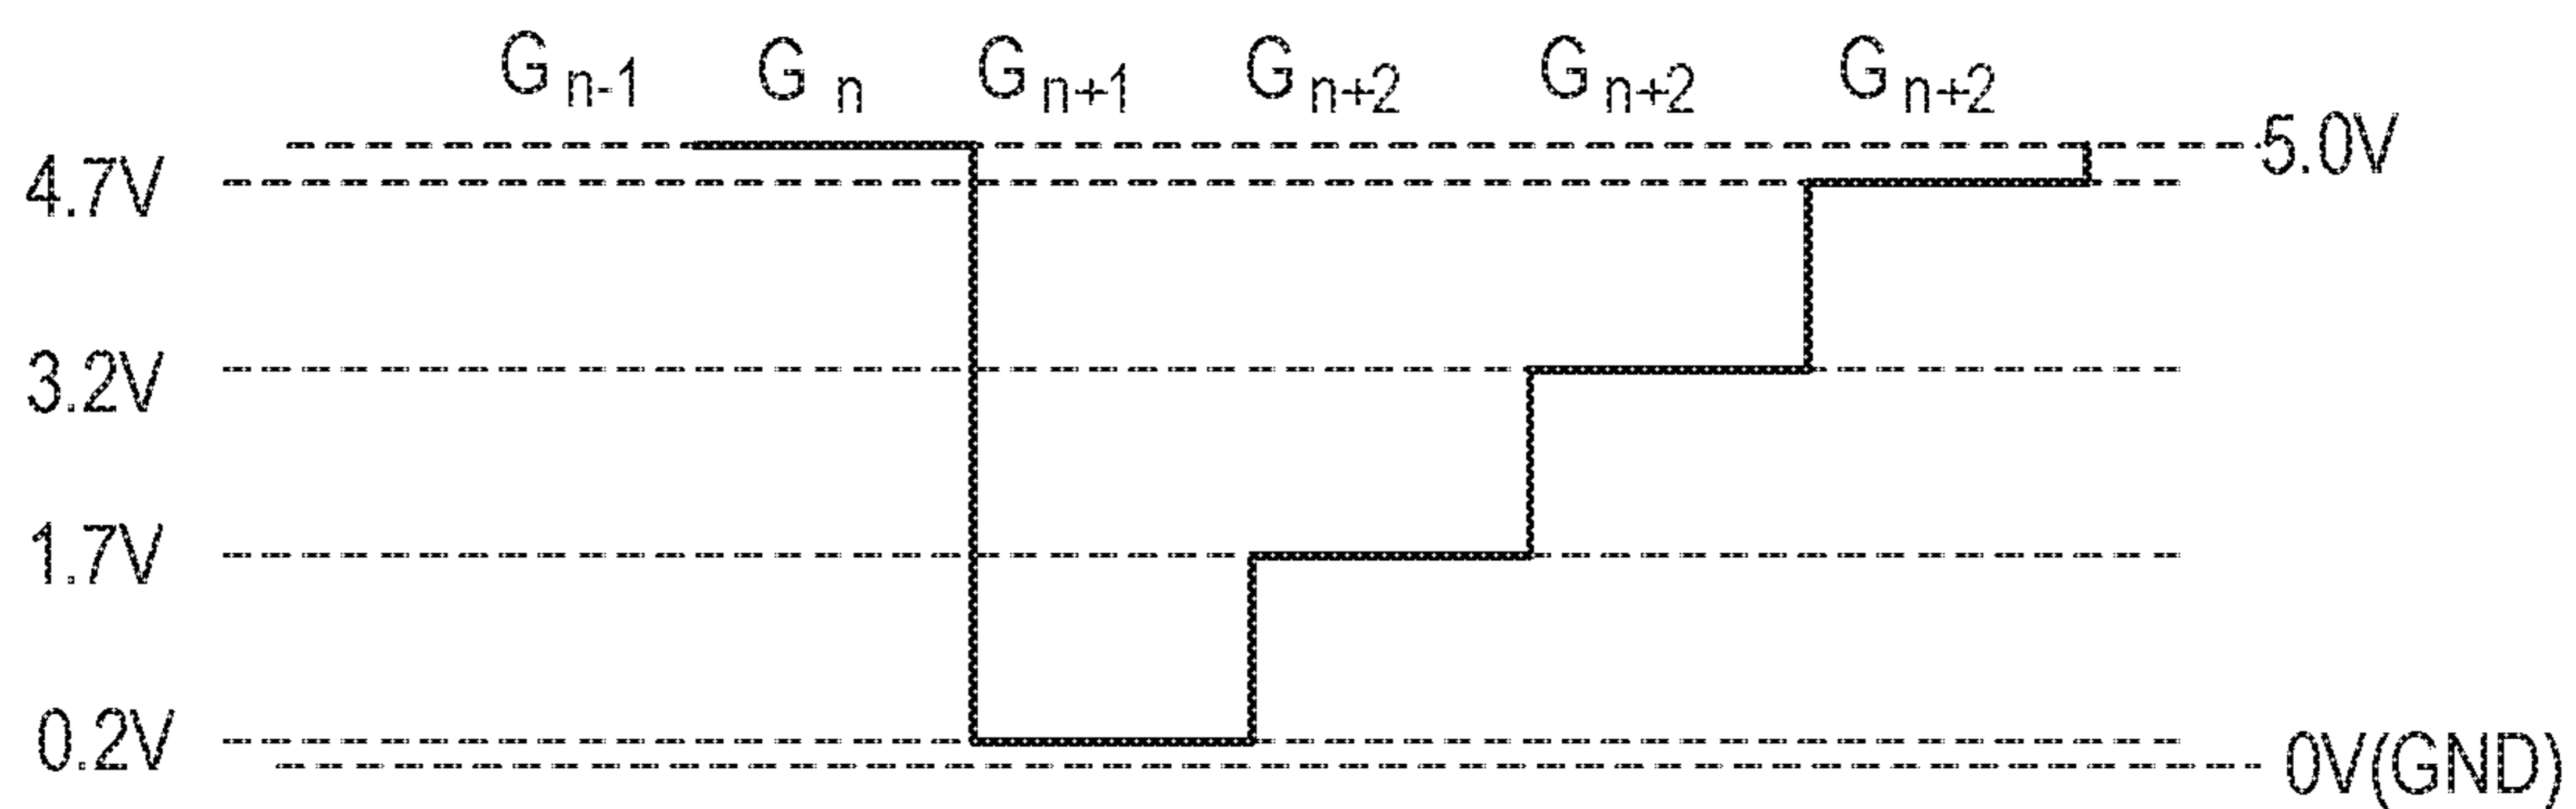 G n-1 G n G n+1 G n+2 G n+2 G n+2
5.0V
4.7V
3.2V
1.7V
0.2V
0V(GND)